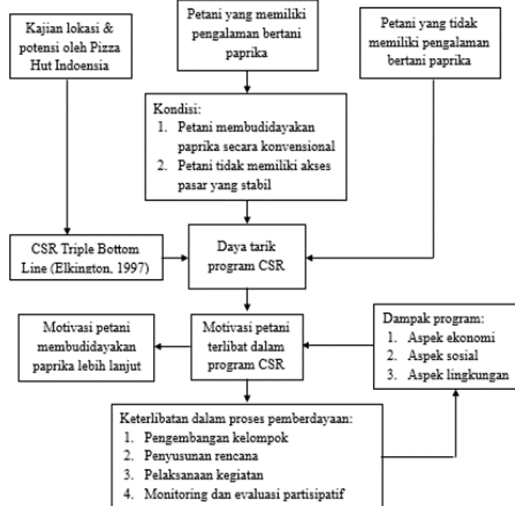 Kajian lokasi &
potensi oleh Pizza
Hut Indoensia
Petani yang memiliki
pengalaman bertani
paprika
Petani yang tidak
memiliki pengalaman
bertani paprika
Kondisi:
1. Petani membudidayakan
paprika secara konvensional
2. Petani tidak memiliki akses
pasar yang stabil
CSR Triple Bottom
Line (Elkington, 1997)
Daya tarik
program CSR
Motivasi petani
membudidayakan
paprika lebih lanjut
Motivasi petani
terlibat dalam
program CSR
Dampak program:
1. Aspek ekonomi
2. Aspek sosial
3. Aspek lingkungan
Keterlibatan dalam proses pemberdayaan:
1. Pengembangan kelompok
2. Penyusunan rencana
3. Pelaksanaan kegiatan
4. Monitoring dan evaluasi partisipatif